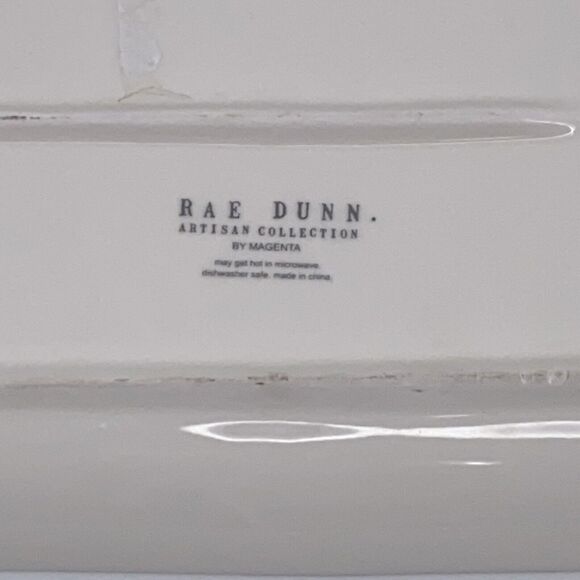 RAE DUNN.
ARTISAN COLLECTION
BY MAGENTA
may get hot in microwave.
dishwasher safe. made in china.